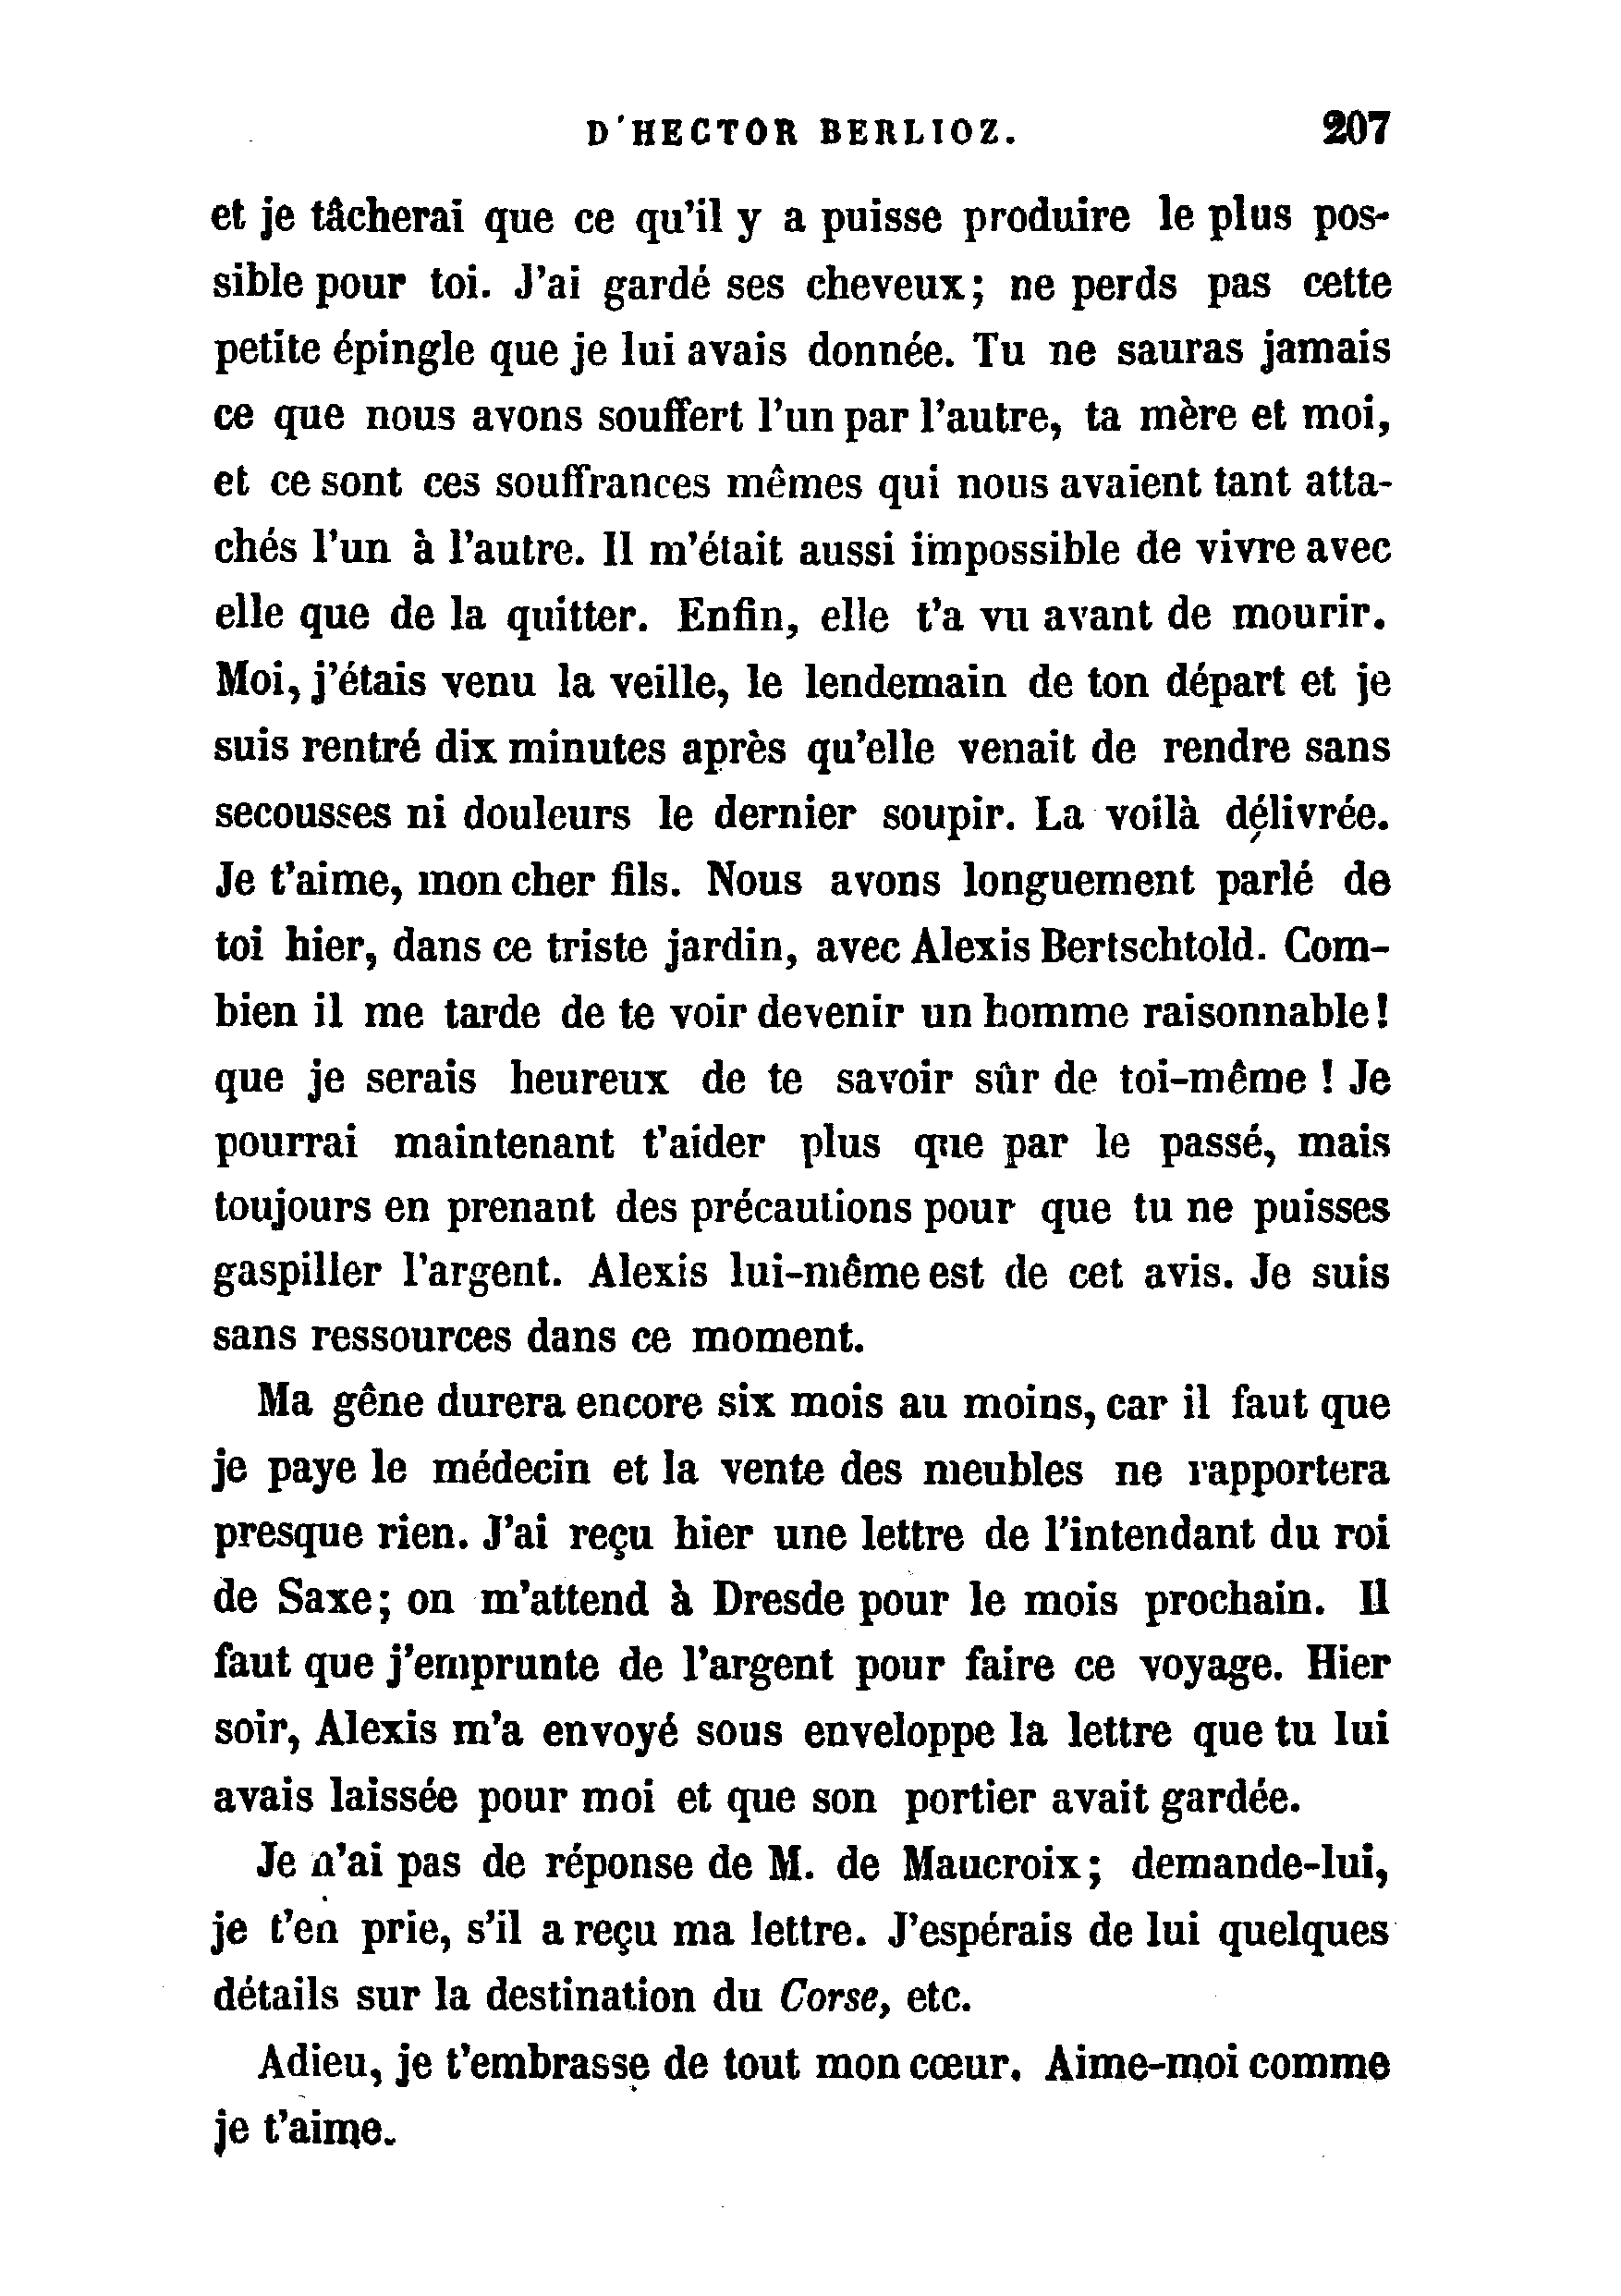 D'HECTOR BERLIOZ. 207
et je tâcherai que ce qu'il y a puisse produire le plus pos-
sible pour toi. J'ai gardé ses cheveux; ne perds pas cette
petite épingle que je lui avais donnée. Tu ne sauras jamais
ce que nous avons souffert l'un par l'autre, ta mère et moi,
et ce sont ces souffrances mêmes qui nous avaient tant atta-
chés l'un à l'autre. Il m'était aussi impossible de vivre avec
elle que de la quitter. Enfin, elle t'a vu avant de mourir.
Moi, j'étais venu la veille, le lendemain de ton départ et je
suis rentré dix minutes après qu'elle venait de rendre sans
secousses ni douleurs le dernier soupir. La voilà délivrée.
Je t'aime, mon cher fils. Nous avons longuement parlé de
toi hier, dans ce triste jardin, avec Alexis Bertschtold. Com-
bien il me tarde de te voir devenir un homme raisonnable!
que je serais heureux de te savoir sûr de toi-même ! Je
pourrai maintenant t'aider plus que par le passé, mais
toujours en prenant des précautions pour que tu ne puisses
gaspiller l'argent. Alexis lui-même est de cet avis. Je suis
sans ressources dans ce moment.
Ma gêne durera encore six mois au moins, car il faut que
je paye le médecin et la vente des meubles ne rapportera
presque rien. J'ai reçu hier une lettre de l'intendant du roi
de Saxe; on m'attend à Dresde pour le mois prochain. Il
faut que j'emprunte de l'argent pour faire ce voyage. Hier
soir, Alexis m'a envoyé sous enveloppe la lettre que tu lui
avais laissée pour moi et que son portier avait gardée.
Je n'ai pas de réponse de M. de Maucroix; demande-lui,
je t'en prie, s'il a reçu ma lettre. J'espérais de lui quelques
détails sur la destination du Corse, etc.
Adieu, je t'embrasse de tout mon cœur. Aime-moi comme
je t'aime.